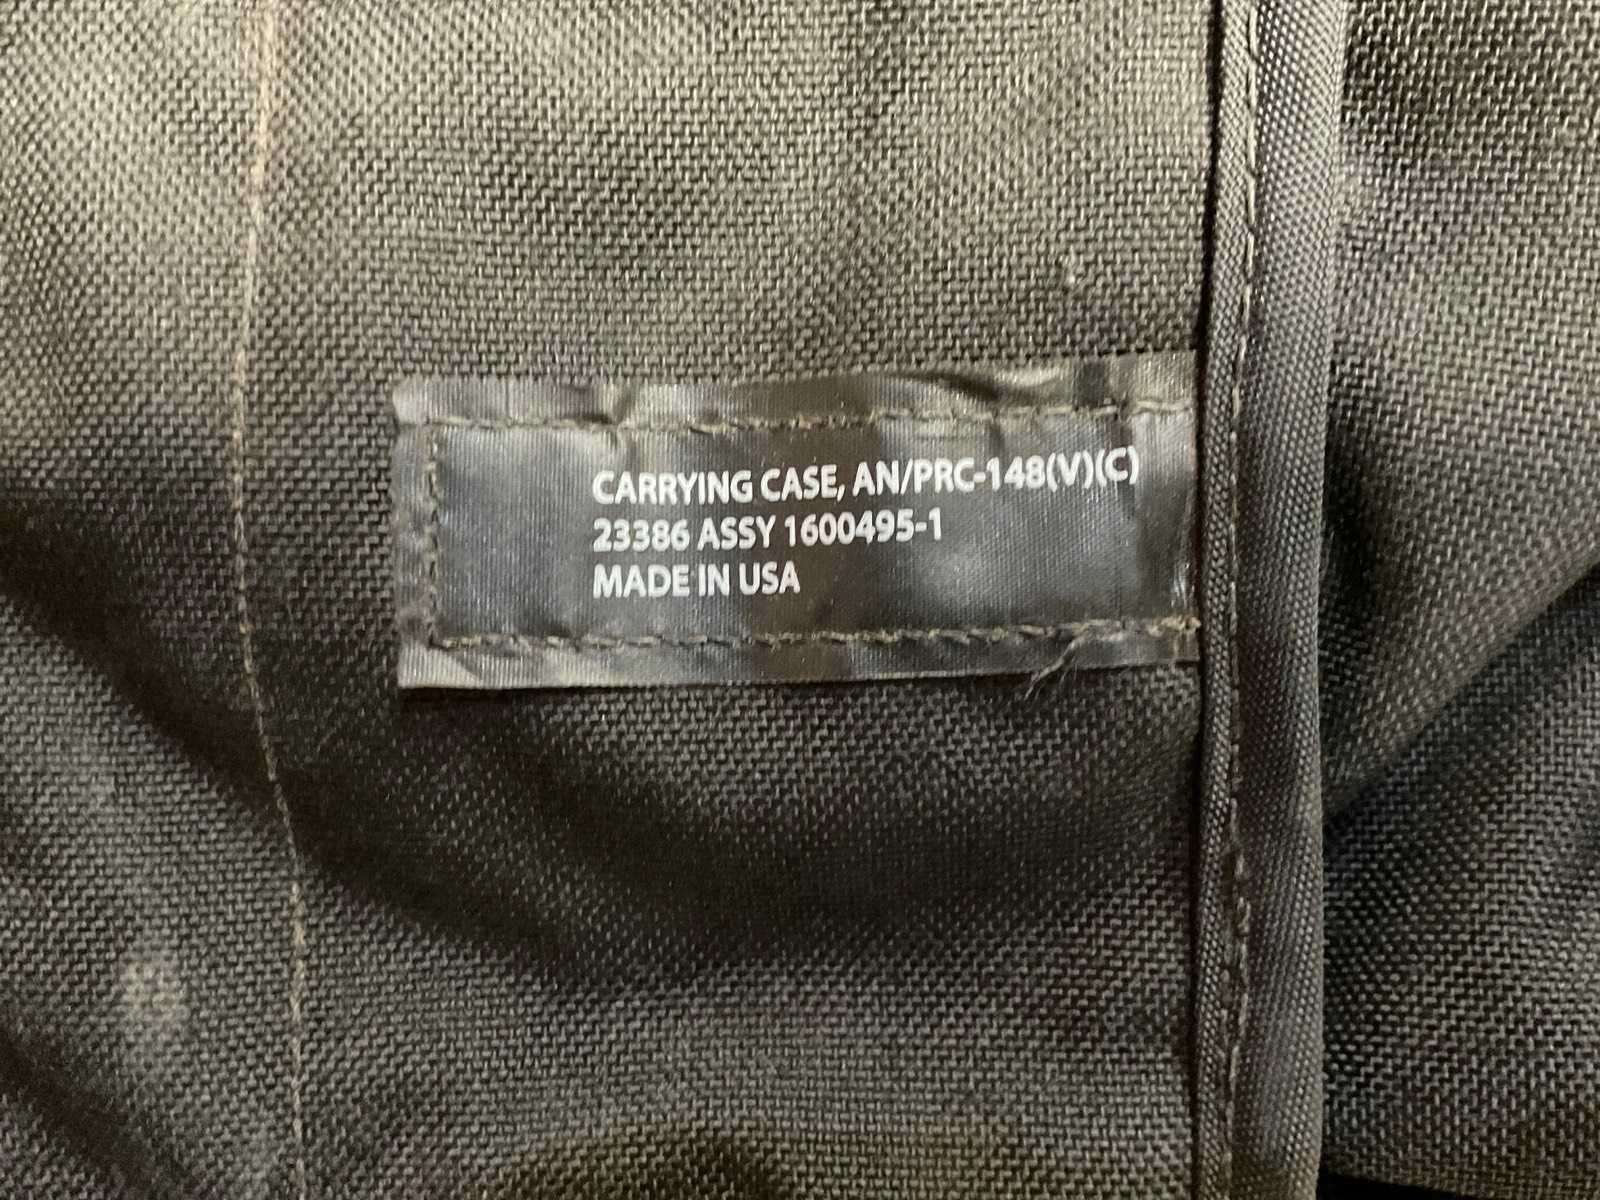 CARRYING CASE, AN/PRC-148(V)(C)
23386 ASSY 1600495-1
MADE IN USA